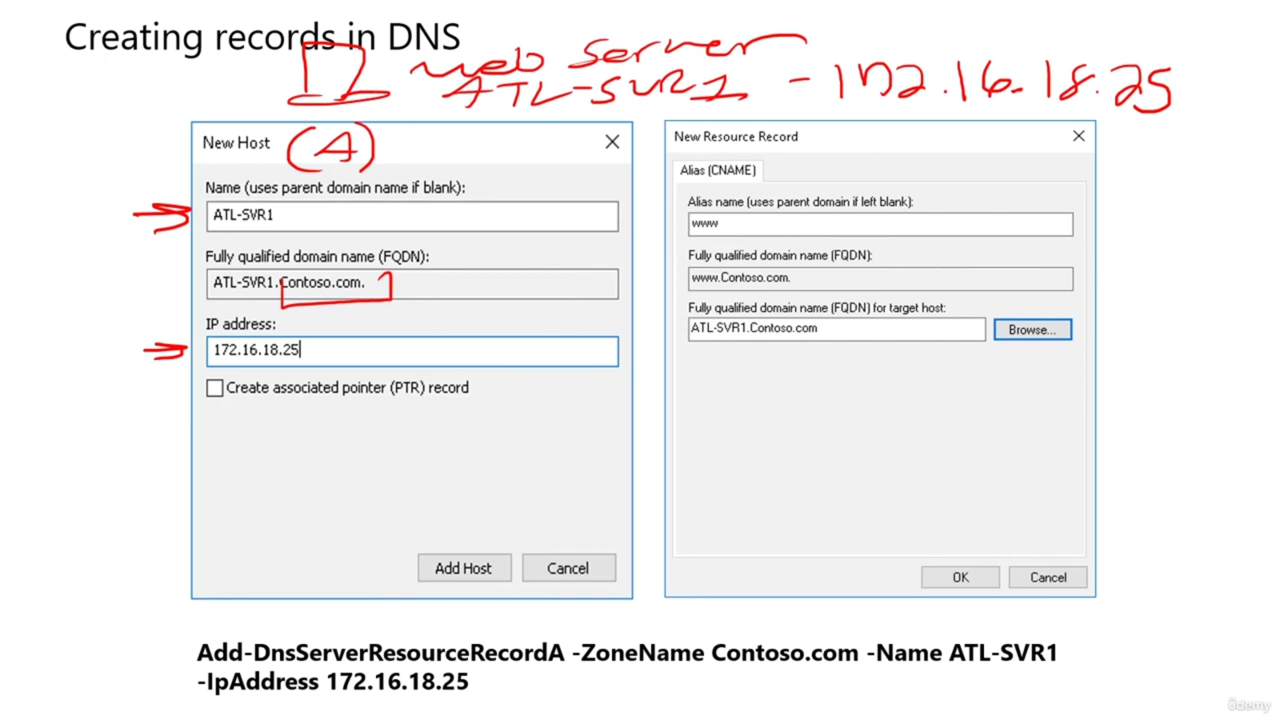 Creating records in DNS
web server
ATL-SVR1 - 172.16.18.25
New Host (A)
Name (uses parent domain name if blank):
ATL-SVR1
Fully qualified domain name (FQDN):
ATL-SVR1.Contoso.com.
IP address:
172.16.18.25
Create associated pointer (PTR) record
Add Host
Cancel
New Resource Record
Alias (CNAME)
Alias name (uses parent domain if left blank):
www
Fully qualified domain name (FQDN):
www.Contoso.com.
Fully qualified domain name (FQDN) for target host:
ATL-SVR1.Contoso.com
Browse...
OK
Cancel
Add-DnsServerResourceRecordA -ZoneName Contoso.com -Name ATL-SVR1
-IpAddress 172.16.18.25
ûdemy